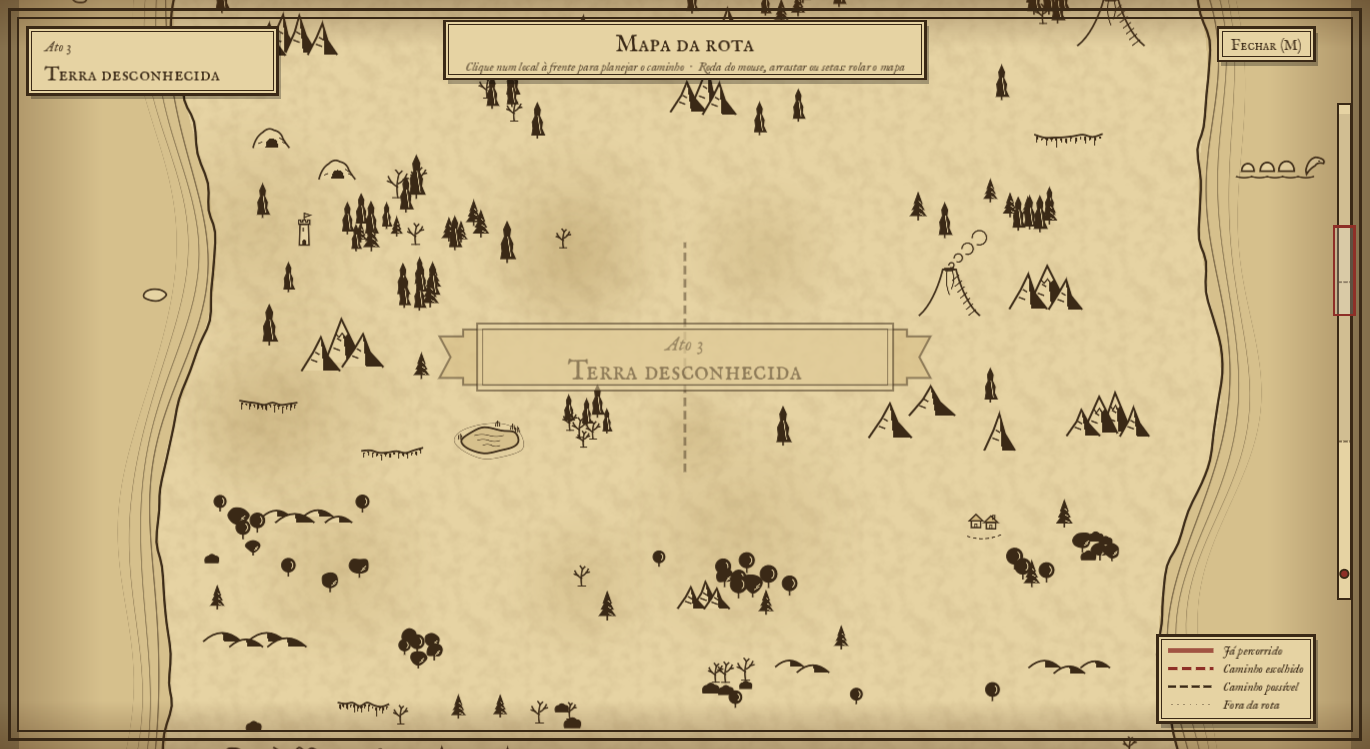 Ato 3
Terra desconhecida
Mapa da rota
Clique num local à frente para planejar o caminho · Roda do mouse, arrastar ou setas: rolar o mapa
Fechar (M)
Ato 3
Terra desconhecida
Já percorrido
Caminho escolhido
Caminho possível
Fora da rota